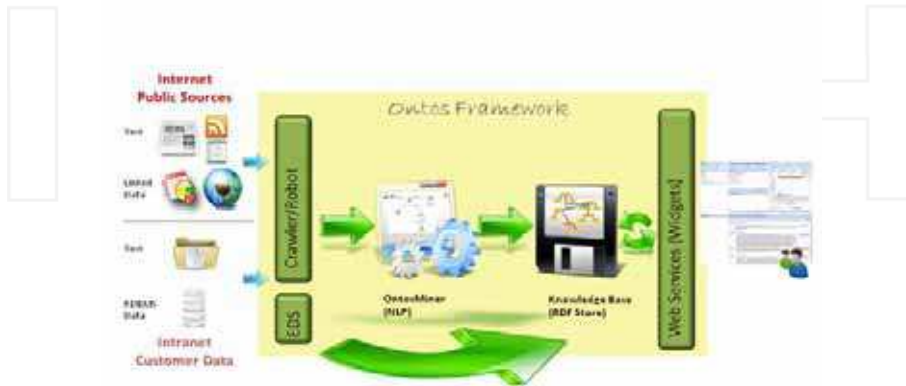 Internet
Public Sources
Text
Linked
Data
Text
Data
Intranet
Customer Data
Ontos Framework
Crawler/Robot
EDS
OntosMiner
(NLP)
Knowledge Base
(RDF Store)
Web Services (Widgets)